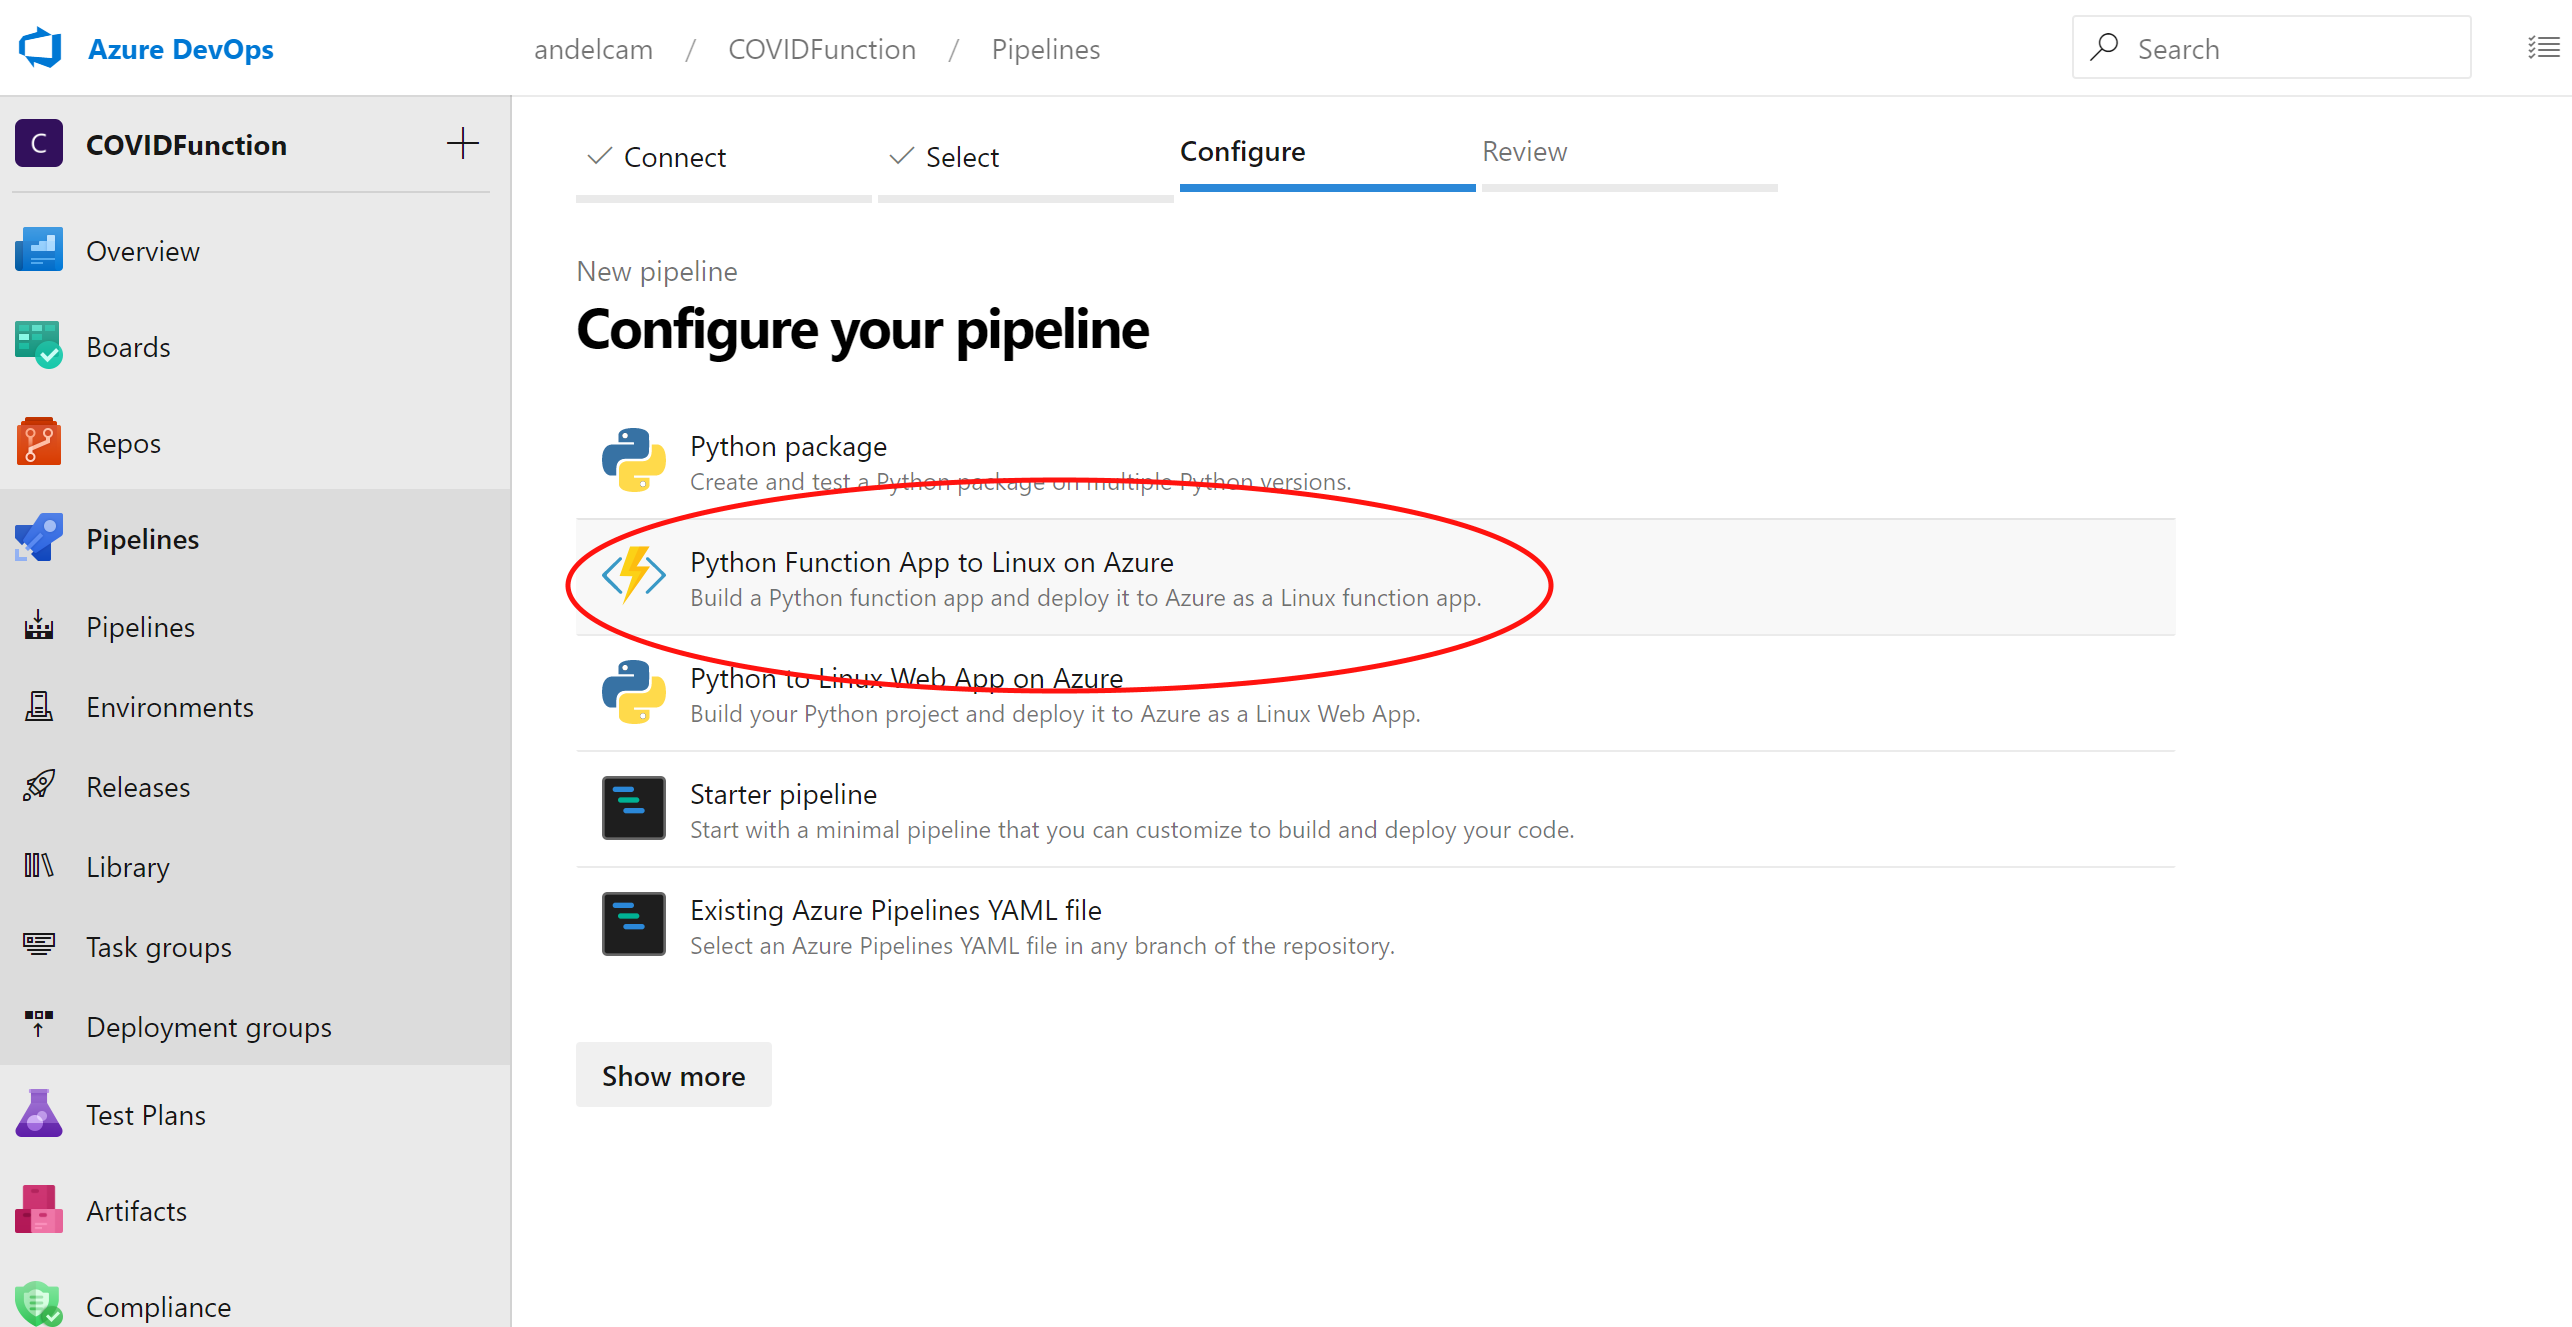 Azure DevOps
andelcam / COVIDFunction / Pipelines
Search
C COVIDFunction
Overview
Boards
Repos
Pipelines
Pipelines
Environments
Releases
Library
Task groups
Deployment groups
Test Plans
Artifacts
Compliance
Connect
Select
Configure
Review
New pipeline
Configure your pipeline
Python package
Create and test a Python package on multiple Python versions.
Python Function App to Linux on Azure
Build a Python function app and deploy it to Azure as a Linux function app.
Python to Linux Web App on Azure
Build your Python project and deploy it to Azure as a Linux Web App.
Starter pipeline
Start with a minimal pipeline that you can customize to build and deploy your code.
Existing Azure Pipelines YAML file
Select an Azure Pipelines YAML file in any branch of the repository.
Show more